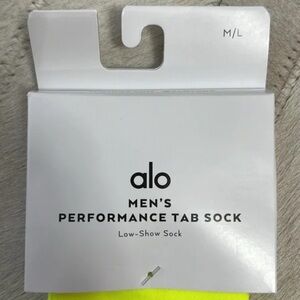 M/L
alo
MEN'S
PERFORMANCE TAB SOCK
Low-Show Sock